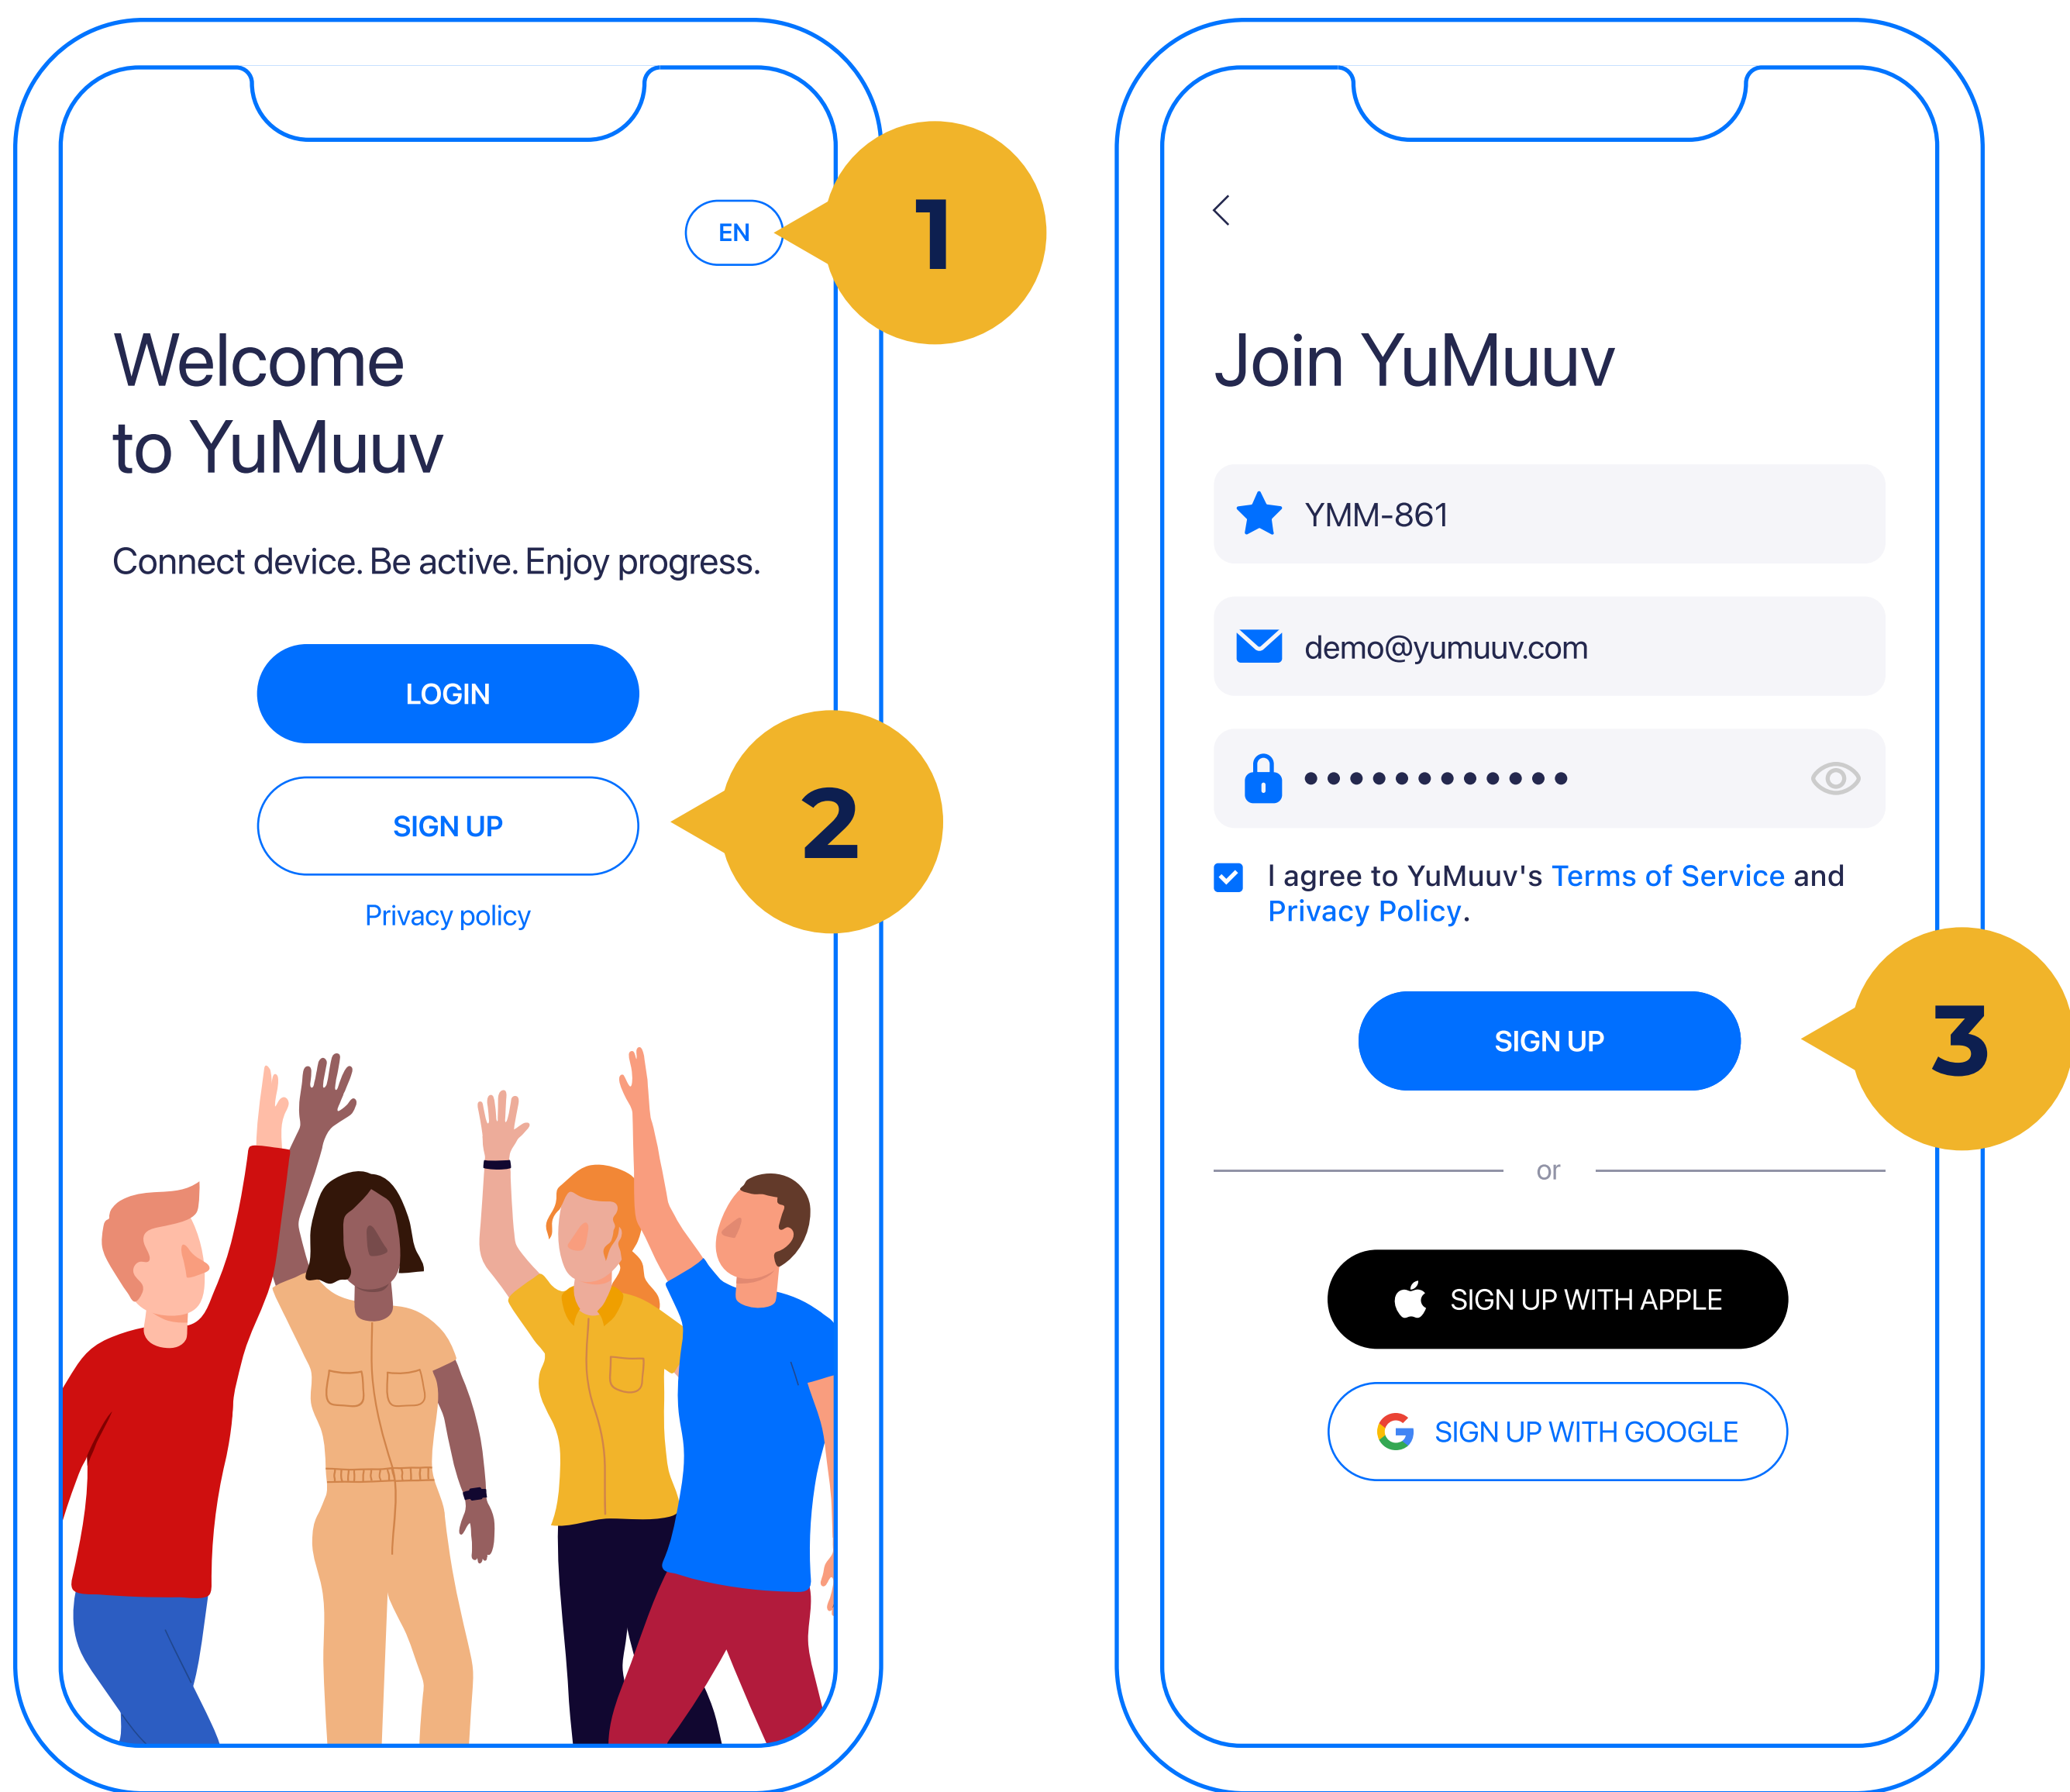 EN
1
Welcome
to YuMuuv
Connect device. Be active. Enjoy progress.
LOGIN
SIGN UP
2
Privacy policy
Join YuMuuv
YMM-861
demo@yumuuv.com
I agree to YuMuuv's Terms of Service and
Privacy Policy.
SIGN UP
3
or
SIGN UP WITH APPLE
SIGN UP WITH GOOGLE